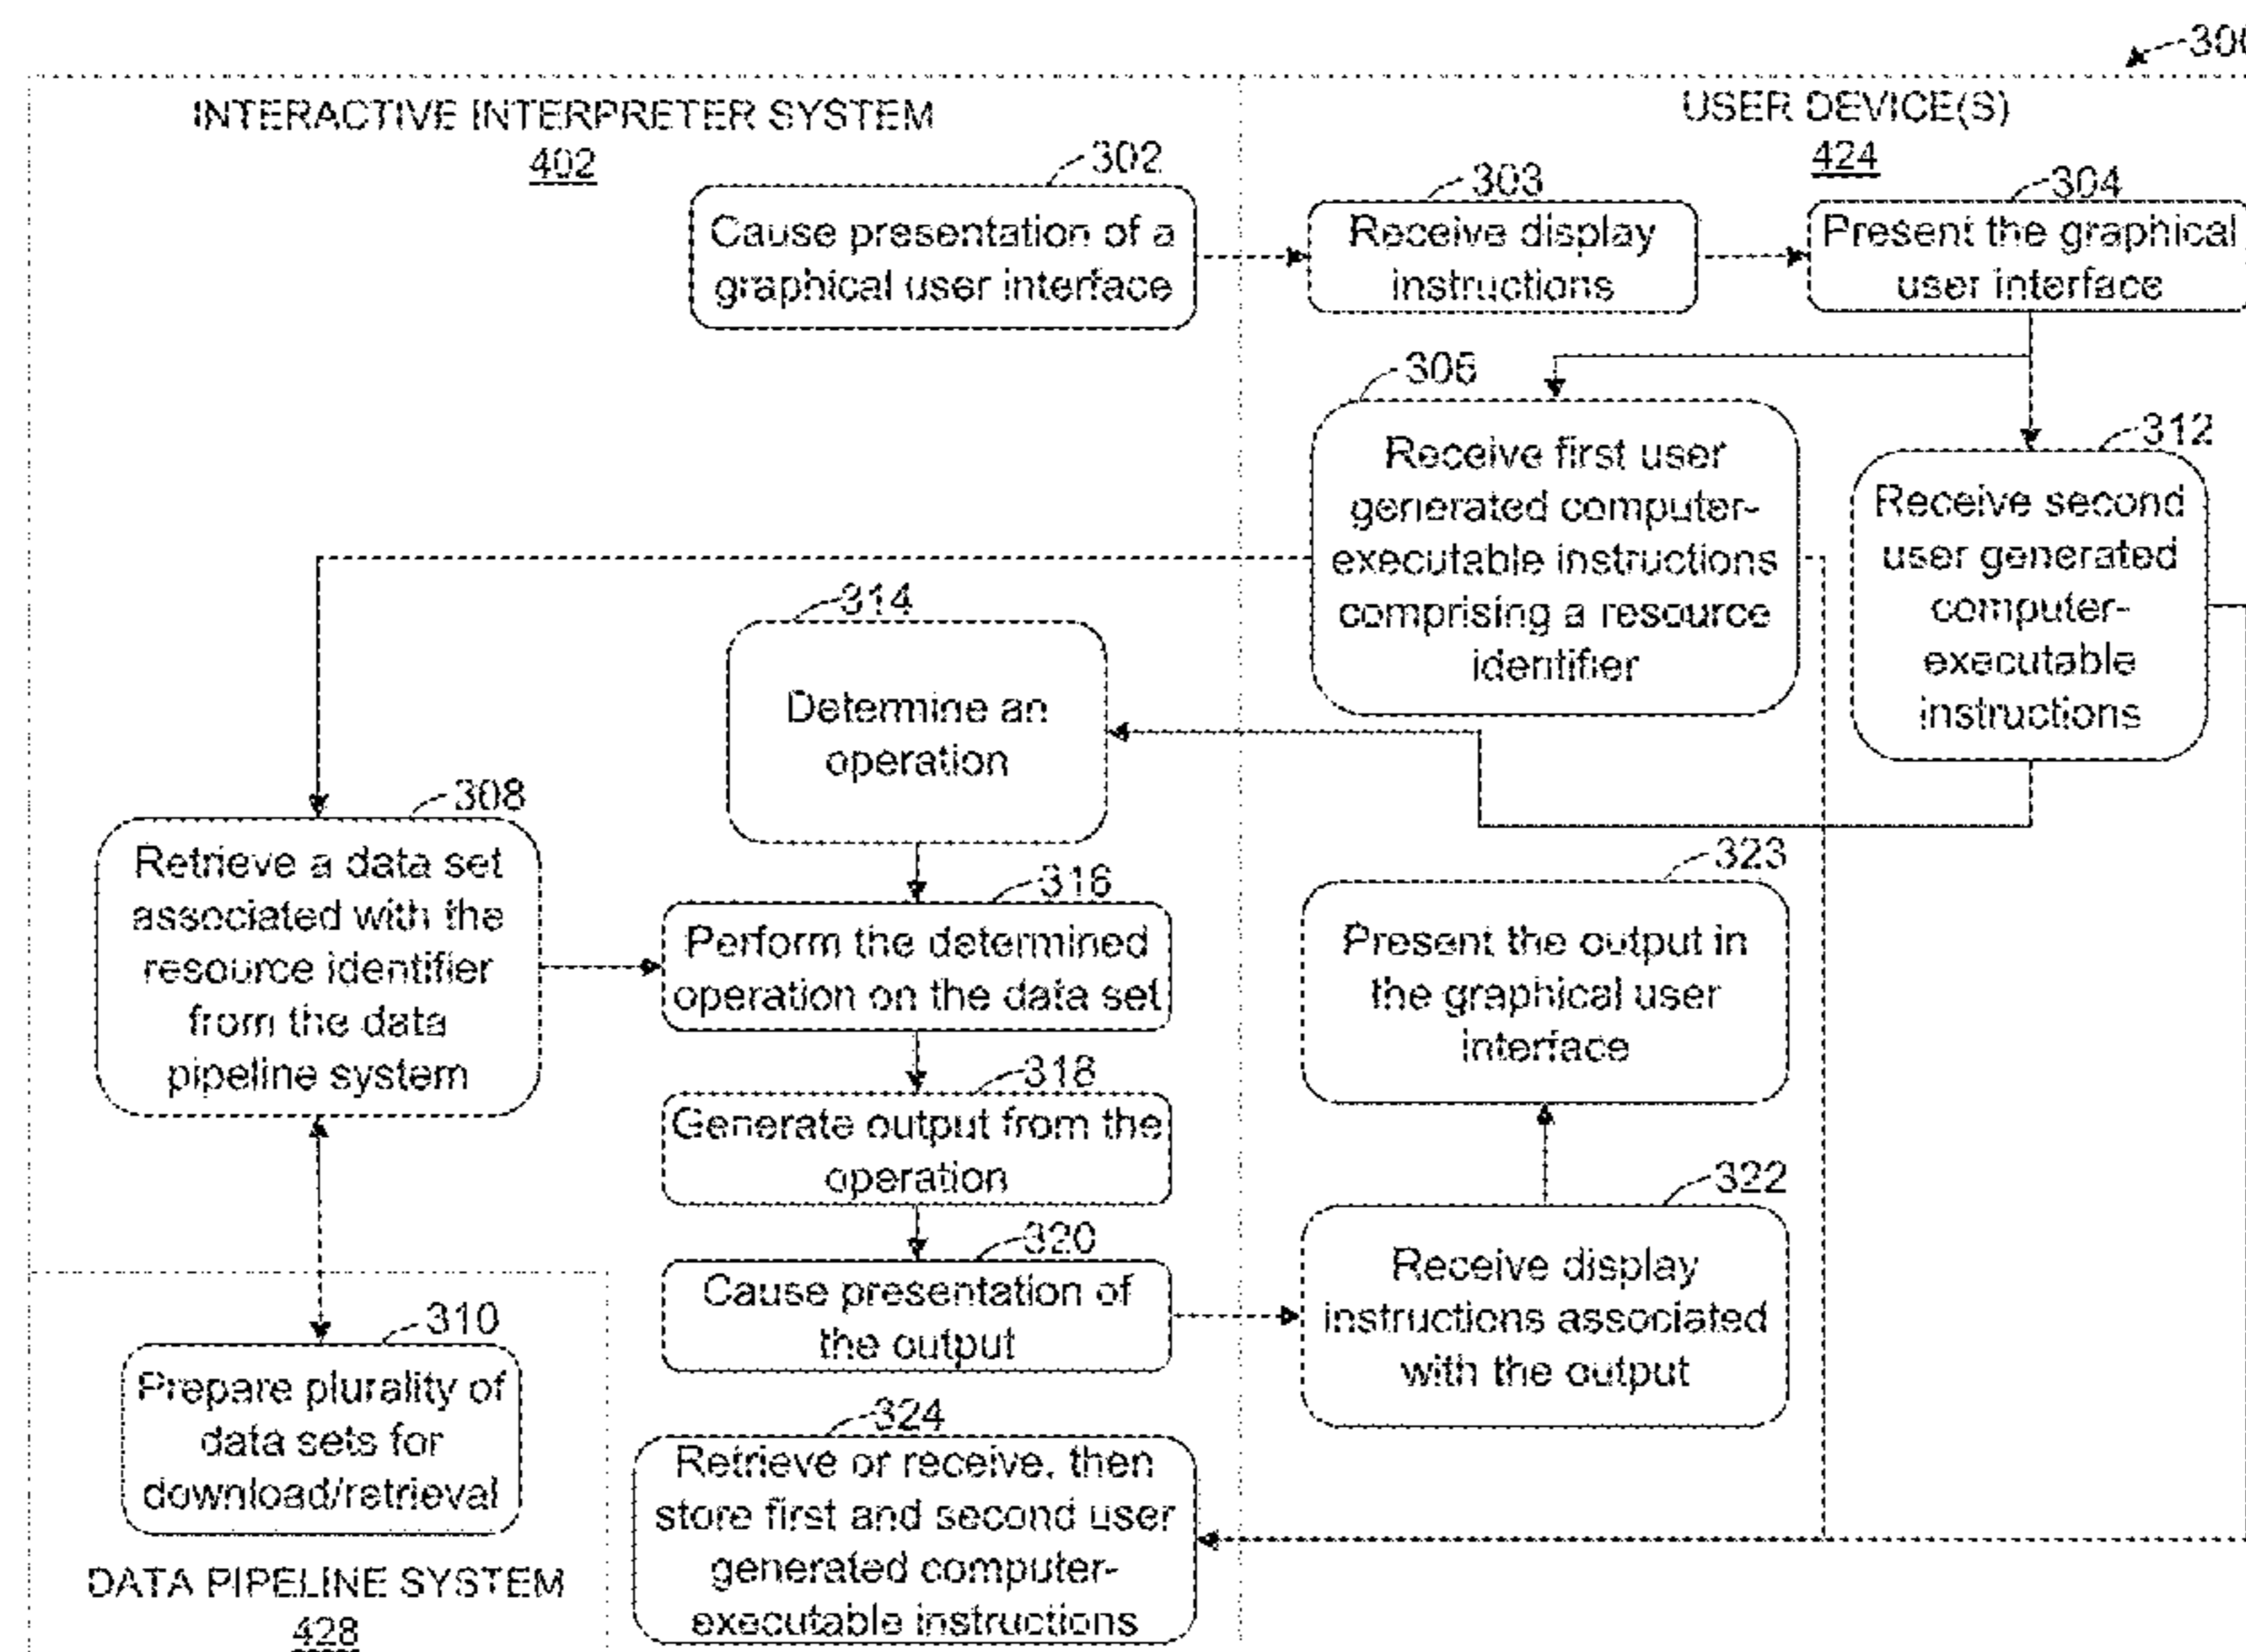 300
INTERACTIVE INTERPRETER SYSTEM
402
USER DEVICE(S)
424
302
Cause presentation of a
graphical user interface
303
Receive display
instructions
304
Present the graphical
user interface
306
Receive first user
generated computer-
executable instructions
comprising a resource
identifier
312
Receive second
user generated
computer-
executable
instructions
314
Determine an
operation
308
Retrieve a data set
associated with the
resource identifier
from the data
pipeline system
316
Perform the determined
operation on the data set
323
Present the output in
the graphical user
interface
318
Generate output from the
operation
320
Cause presentation of
the output
322
Receive display
instructions associated
with the output
310
Prepare plurality of
data sets for
download/retrieval
DATA PIPELINE SYSTEM
428
324
Retrieve or receive, then
store first and second user
generated computer-
executable instructions